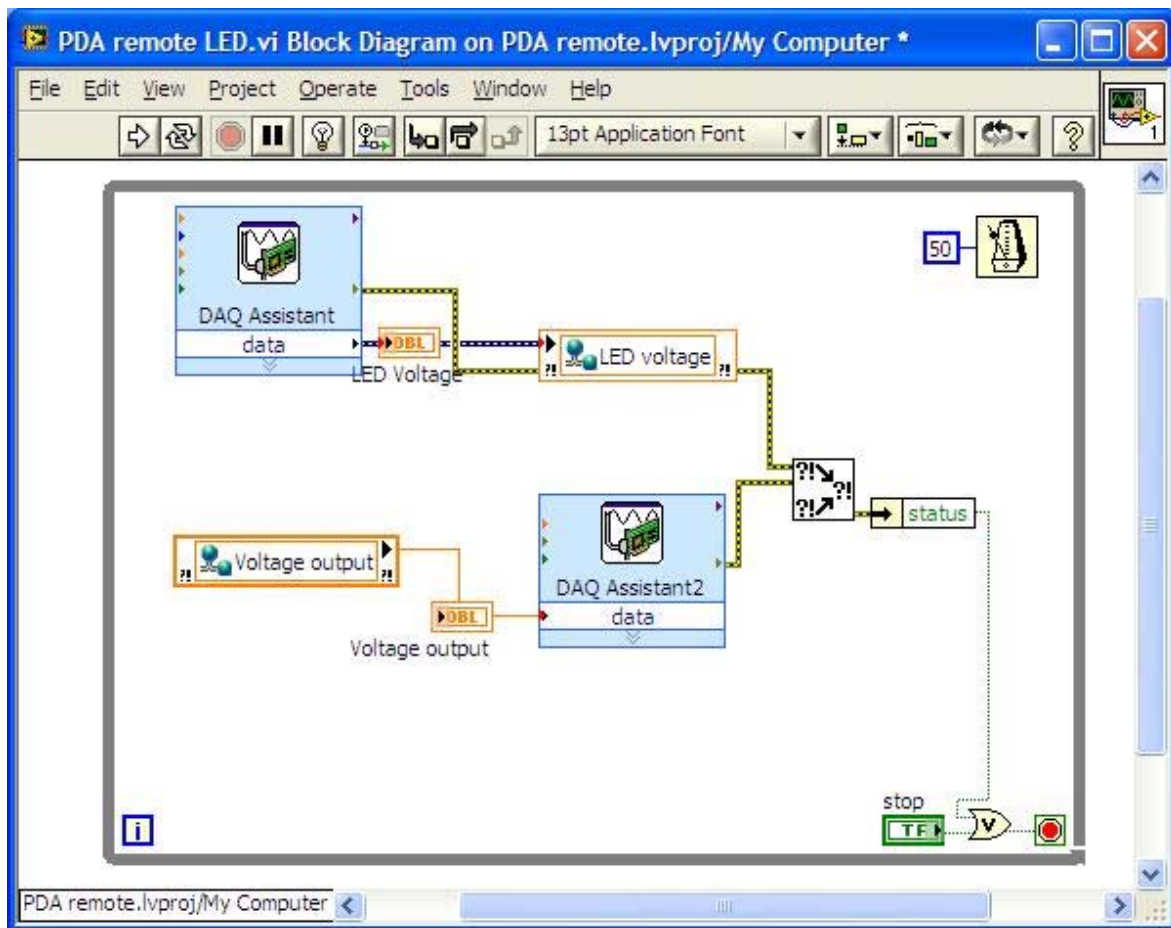 PDA remote LED.vi Block Diagram on PDA remote.lvproj/My Computer *
File Edit View Project Operate Tools Window Help
13pt Application Font
1
50
DAQ Assistant
data
DBL
LED Voltage
?!
LED voltage
?!
?!
?!
?!
status
?!
Voltage output
?!
DBL
Voltage output
DAQ Assistant2
data
stop
TF
V
i
PDA remote.lvproj/My Computer